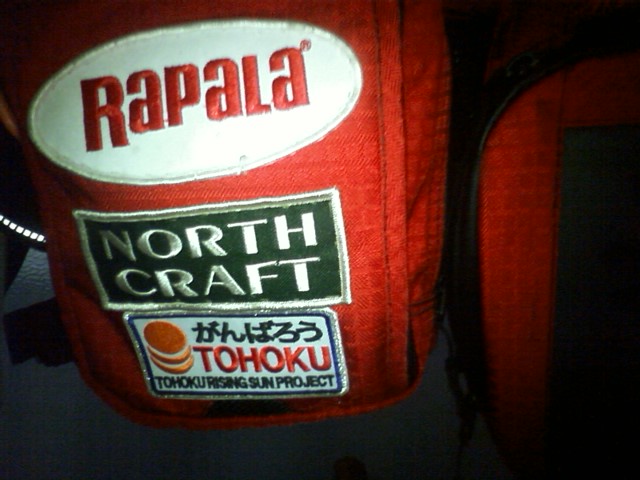 RAPALA®
NORTH
CRAFT
がんばろう
TOHOKU
TOHOKU RISING SUN PROJECT